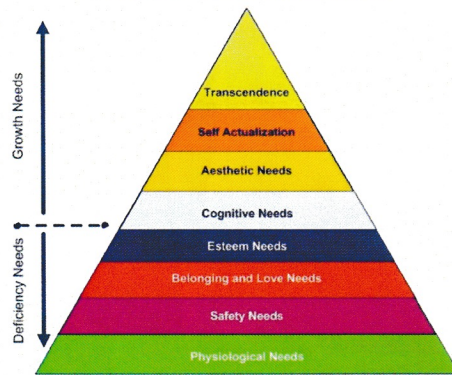 Growth Needs
Deficiency Needs
Transcendence
Self Actualization
Aesthetic Needs
Cognitive Needs
Esteem Needs
Belonging and Love Needs
Safety Needs
Physiological Needs